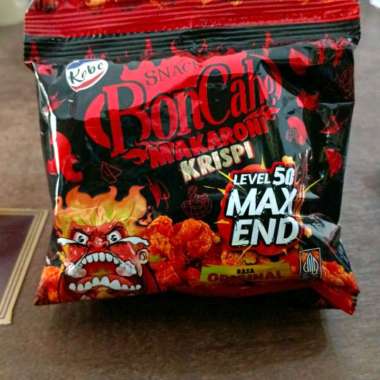 Kobe
SNACK
BonCabe
MAKARONI
KRISPI
LEVEL 50
MAX
END
RASA
ORIGINAL